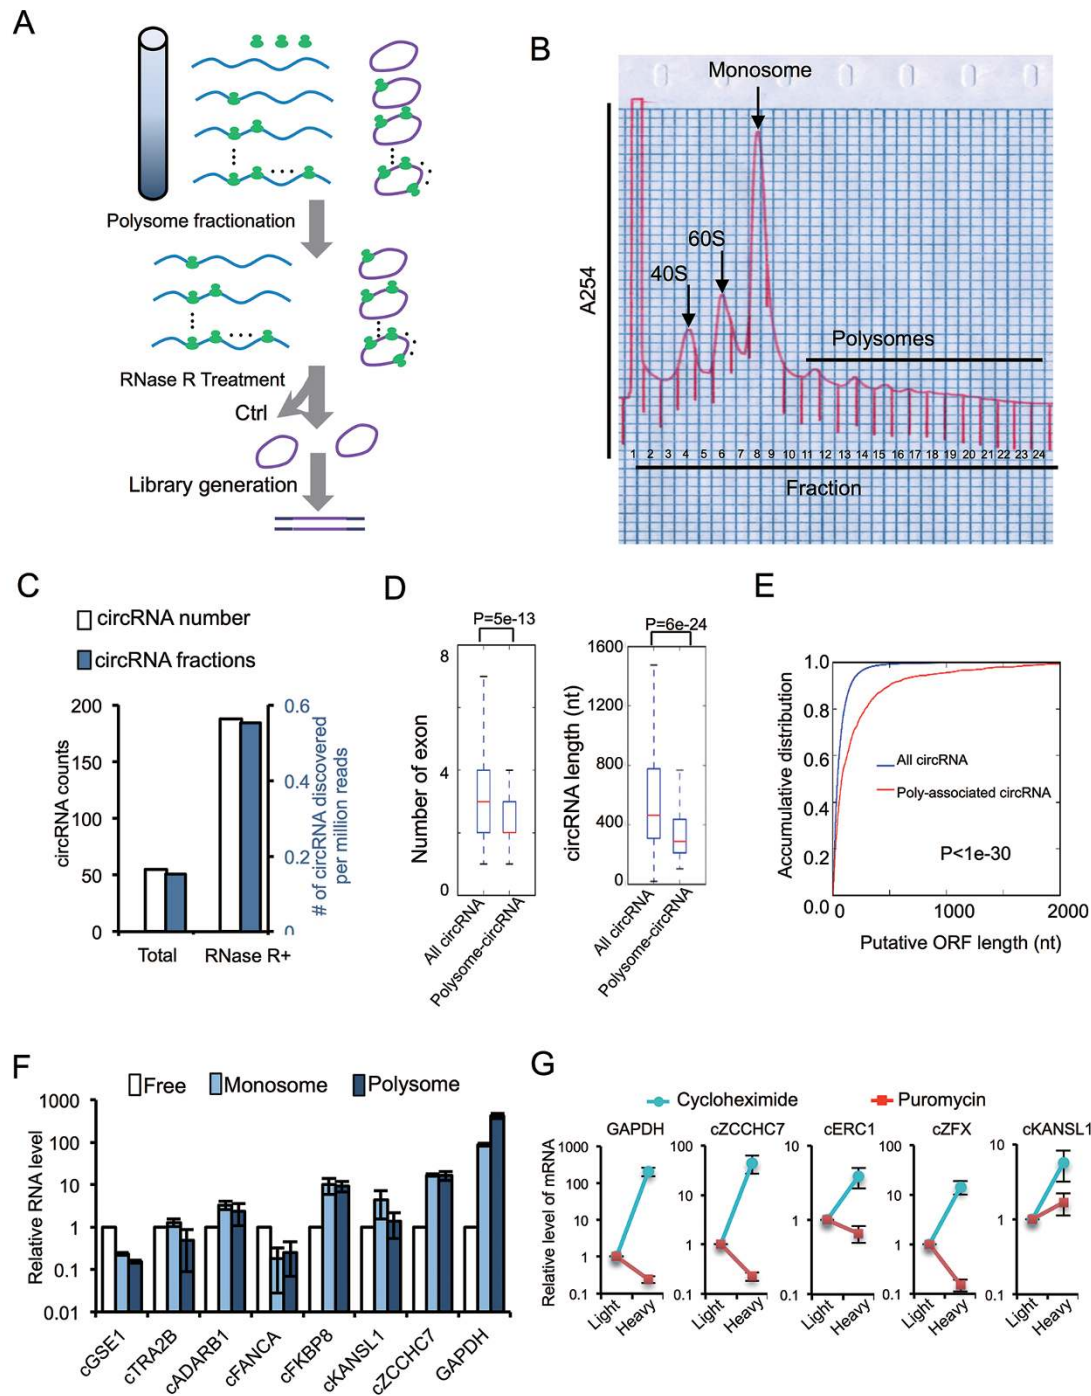 A
Polysome fractionation
RNase R Treatment
Ctrl
Library generation
B
Monosome
60S
40S
A254
Polysomes
1 2 3 4 5 6 7 8 9 10 11 12 13 14 15 16 17 18 19 20 21 22 23 24
Fraction
C
circRNA number
circRNA fractions
circRNA counts
200
150
100
50
0
0.6
0.4
0.2
0
# of circRNA discovered
per million reads
Total
RNase R+
D
P=5e-13
Number of exon
8
4
0
All circRNA
Polysome-circRNA
P=6e-24
circRNA length (nt)
1600
1200
800
400
0
All circRNA
Polysome-circRNA
E
Accumulative distribution
1.0
0.8
0.6
0.4
0.2
0.0
All circRNA
Poly-associated circRNA
P<1e-30
0
1000
2000
Putative ORF length (nt)
F
Free
Monosome
Polysome
Relative RNA level
1000
100
10
1
0.1
0.01
cGSE1
cTRA2B
cADARB1
cFANCA
cFKBP8
cKANSL1
cZCCHC7
GAPDH
G
Cycloheximide
Puromycin
Relative level of mRNA
GAPDH
1000
100
10
1
0.1
Light
Heavy
cZCCHC7
100
10
1
0.1
Light
Heavy
cERC1
10
1
0.1
Light
Heavy
cZFX
100
10
1
0.1
Light
Heavy
cKANSL1
10
1
0.1
Light
Heavy